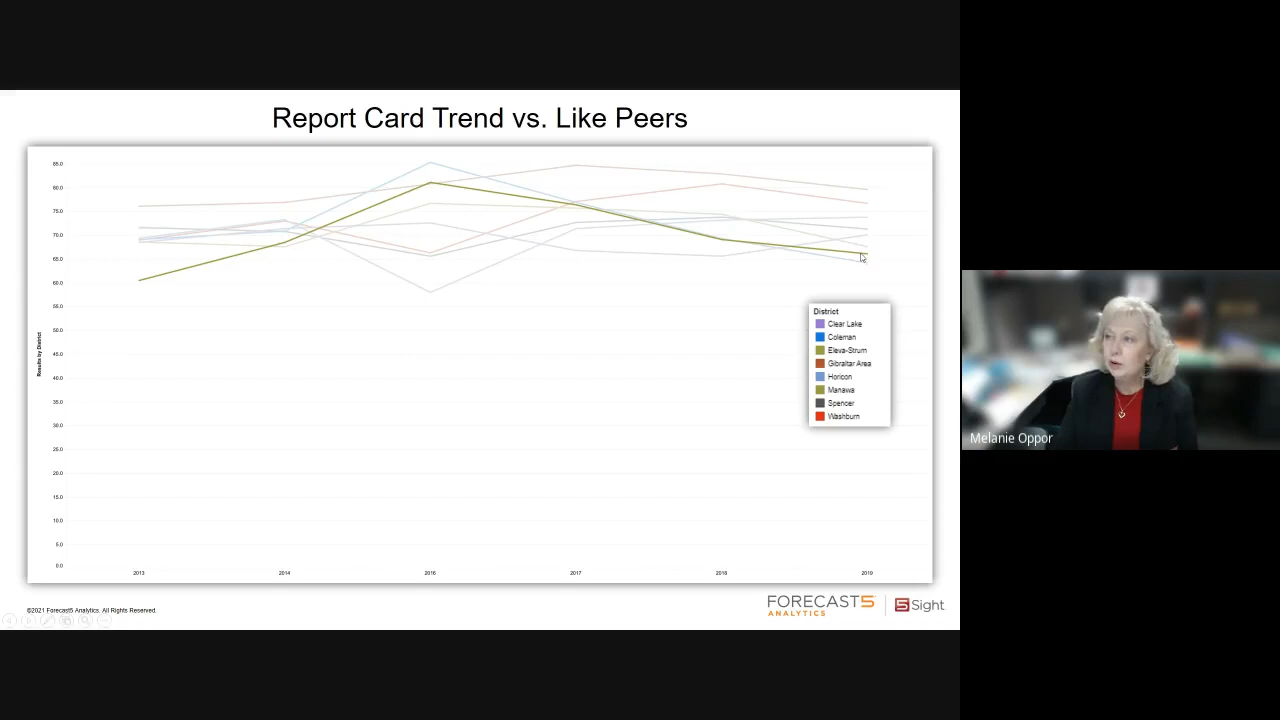 Report Card Trend vs. Like Peers
85.0
80.0
75.0
70.0
65.0
60.0
55.0
50.0
45.0
40.0
35.0
30.0
25.0
20.0
15.0
10.0
5.0
0.0
Results by District
2013
2014
2016
2017
2018
2019
District
Clear Lake
Coleman
Eleva-Strum
Gibraltar Area
Horicon
Manawa
Spencer
Washburn
Melanie Oppor
©2021 Forecast5 Analytics. All Rights Reserved.
FORECAST5
ANALYTICS
5Sight